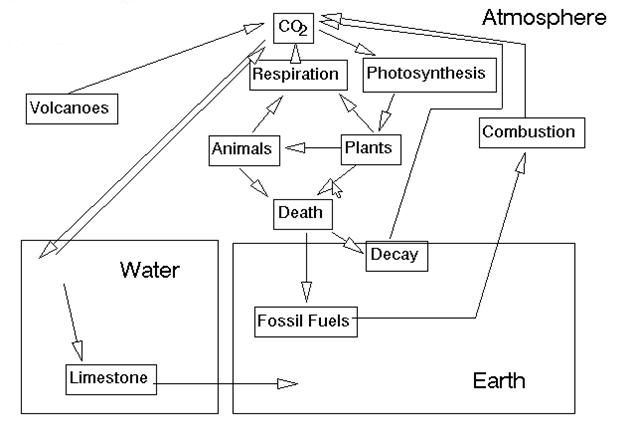 Atmosphere
CO2
Respiration
Photosynthesis
Volcanoes
Combustion
Animals
Plants
Death
Decay
Water
Fossil Fuels
Limestone
Earth